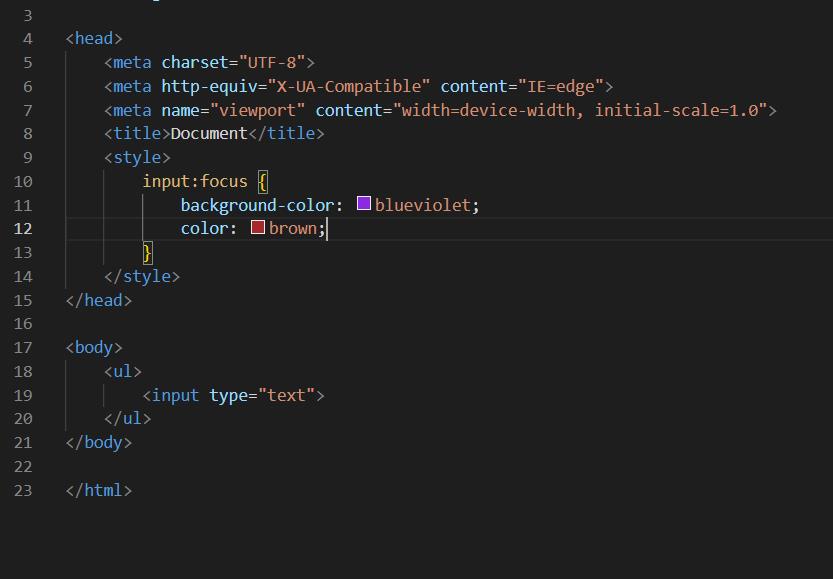 3
4 <head>
5 <meta charset="UTF-8">
6 <meta http-equiv="X-UA-Compatible" content="IE=edge">
7 <meta name="viewport" content="width=device-width, initial-scale=1.0">
8 <title>Document</title>
9 <style>
10 input:focus {
11 background-color: blueviolet;
12 color: brown;
13 }
14 </style>
15 </head>
16
17 <body>
18 <ul>
19 <input type="text">
20 </ul>
21 </body>
22
23 </html>